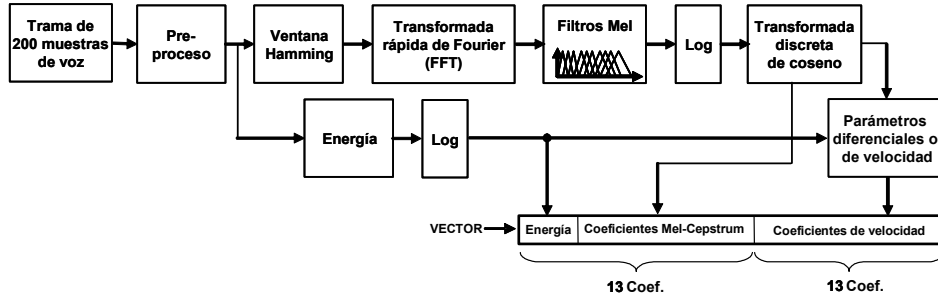 Trama de
200 muestras
de voz
Pre-
proceso
Ventana
Hamming
Transformada
rápida de Fourier
(FFT)
Filtros Mel
Log
Transformada
discreta
de coseno
Energía
Log
Parámetros
diferenciales o
de velocidad
VECTOR
Energía
Coeficientes Mel-Cepstrum
Coeficientes de velocidad
13 Coef.
13 Coef.